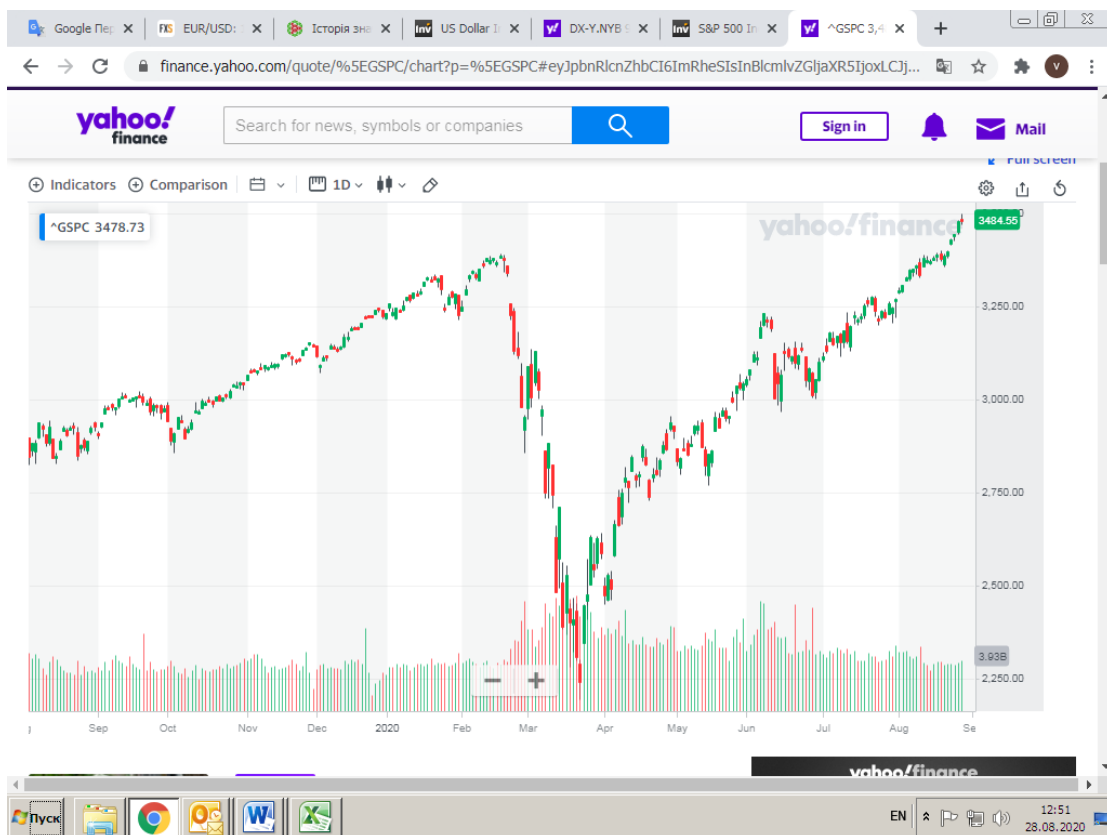 Google Пер
EUR/USD:
Історія зна
US Dollar I
DX-Y.NYB
S&P 500 In
^GSPC 3,4
finance.yahoo.com/quote/%5EGSPC/chart?p=%5EGSPC#eyJpbnRlcnZhbCI6ImRheSIsInBlcmlvZGljaXR5IjoxLCJj...
V
yahoo!
finance
Search for news, symbols or companies
Sign in
Mail
Full screen
Indicators
Comparison
1D
^GSPC 3478.73
yahoo!finance
3484.55
3,250.00
3,000.00
2,750.00
2,500.00
3.93B
2,250.00
Sep Oct Nov Dec 2020 Feb Mar Apr May Jun Jul Aug Se
yahoo!finance
Пуск
EN
12:51
28.08.2020